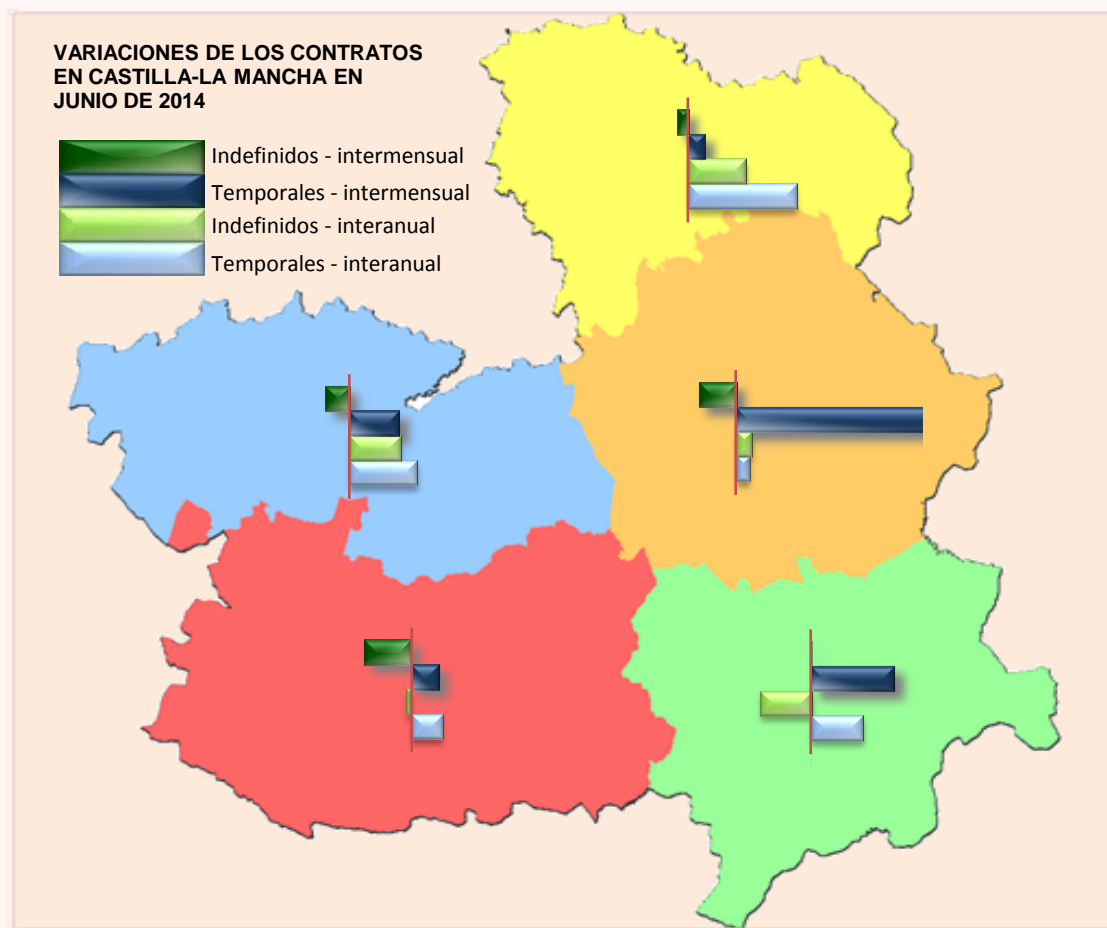 VARIACIONES DE LOS CONTRATOS
EN CASTILLA-LA MANCHA EN
JUNIO DE 2014
Indefinidos - intermensual
Temporales - intermensual
Indefinidos - interanual
Temporales - interanual